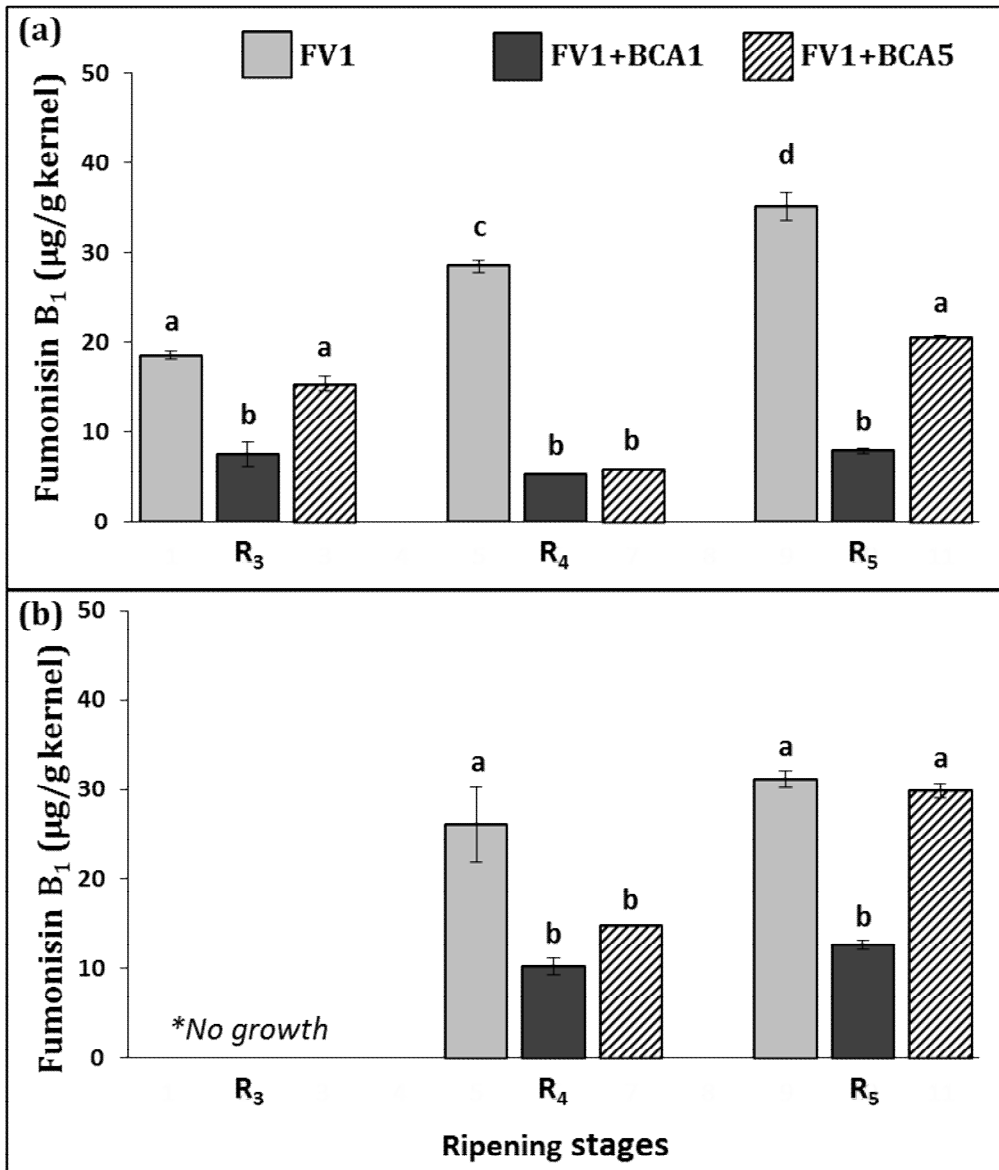 (a)
FV1 FV1+BCA1 FV1+BCA5
Fumonisin B₁ (µg/g kernel)
50
40
30
20
10
0
a b a
c b b
d b a
R₃ R₄ R₅
(b)
Fumonisin B₁ (µg/g kernel)
50
40
30
20
10
0
*No growth
a b b
a b a
R₃ R₄ R₅
Ripening stages